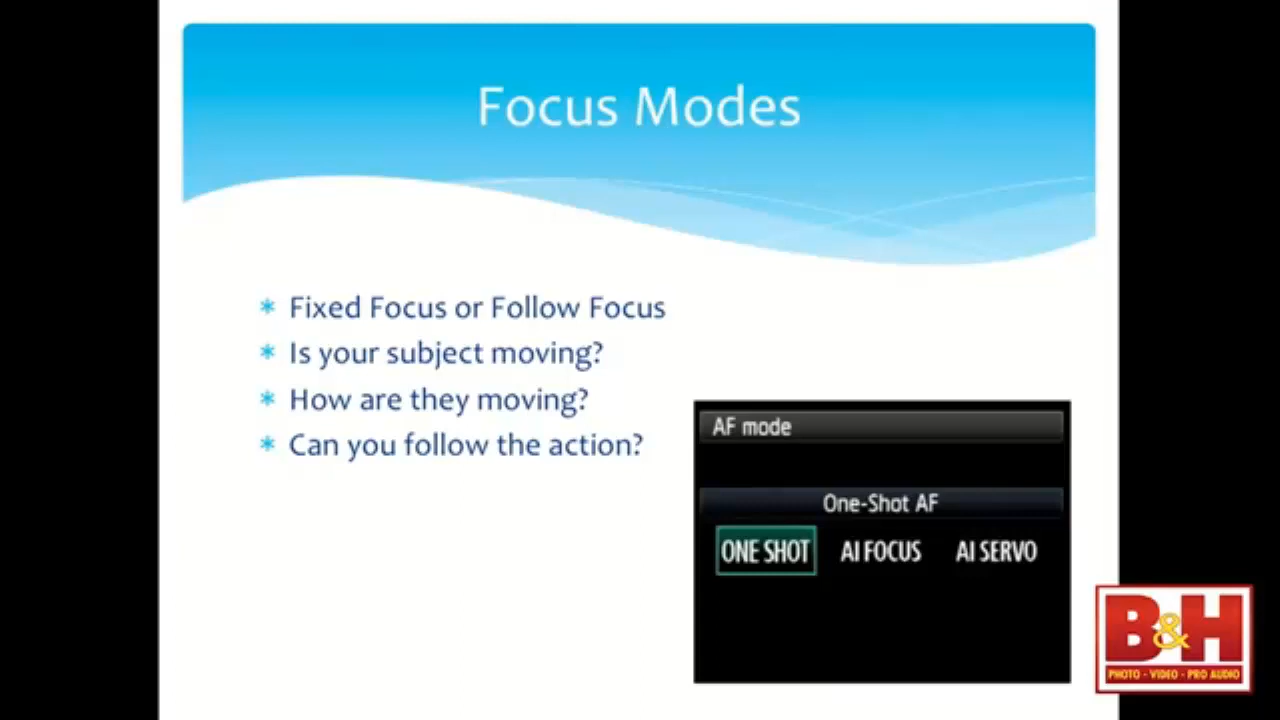 Focus Modes
* Fixed Focus or Follow Focus
* Is your subject moving?
* How are they moving?
* Can you follow the action?
AF mode
One-Shot AF
ONE SHOT AI FOCUS AI SERVO
B&H
PHOTO - VIDEO - PRO AUDIO